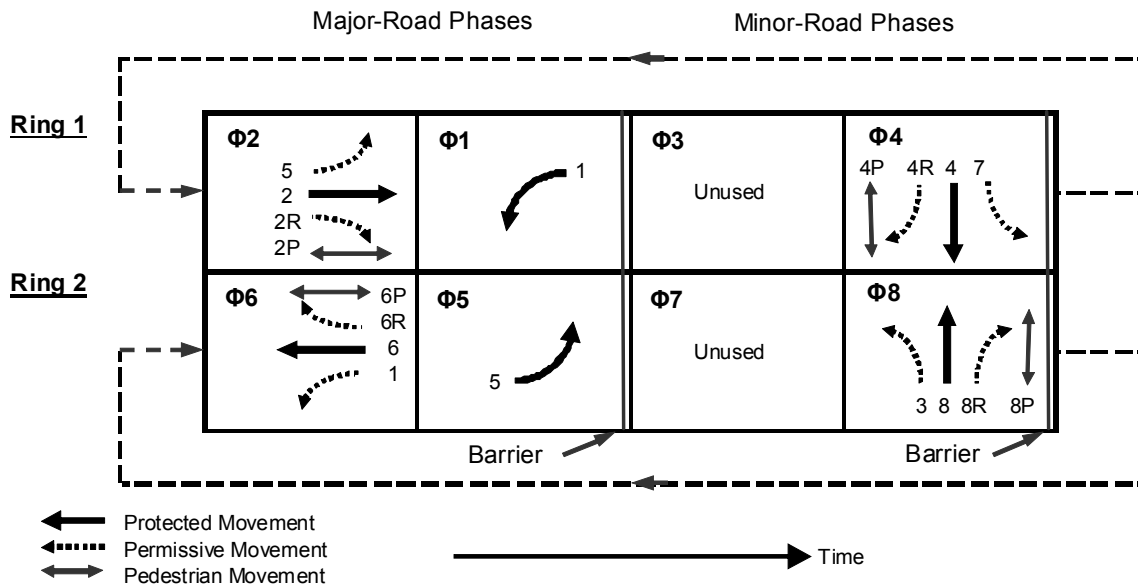 Major-Road Phases
Minor-Road Phases
Ring 1
Φ2
5
2
2R
2P
Φ1
1
Φ3
Unused
Φ4
4P 4R 4 7
Ring 2
Φ6
6P
6R
6
1
Φ5
5
Φ7
Unused
Φ8
3 8 8R 8P
Barrier
Barrier
Protected Movement
Permissive Movement
Pedestrian Movement
Time